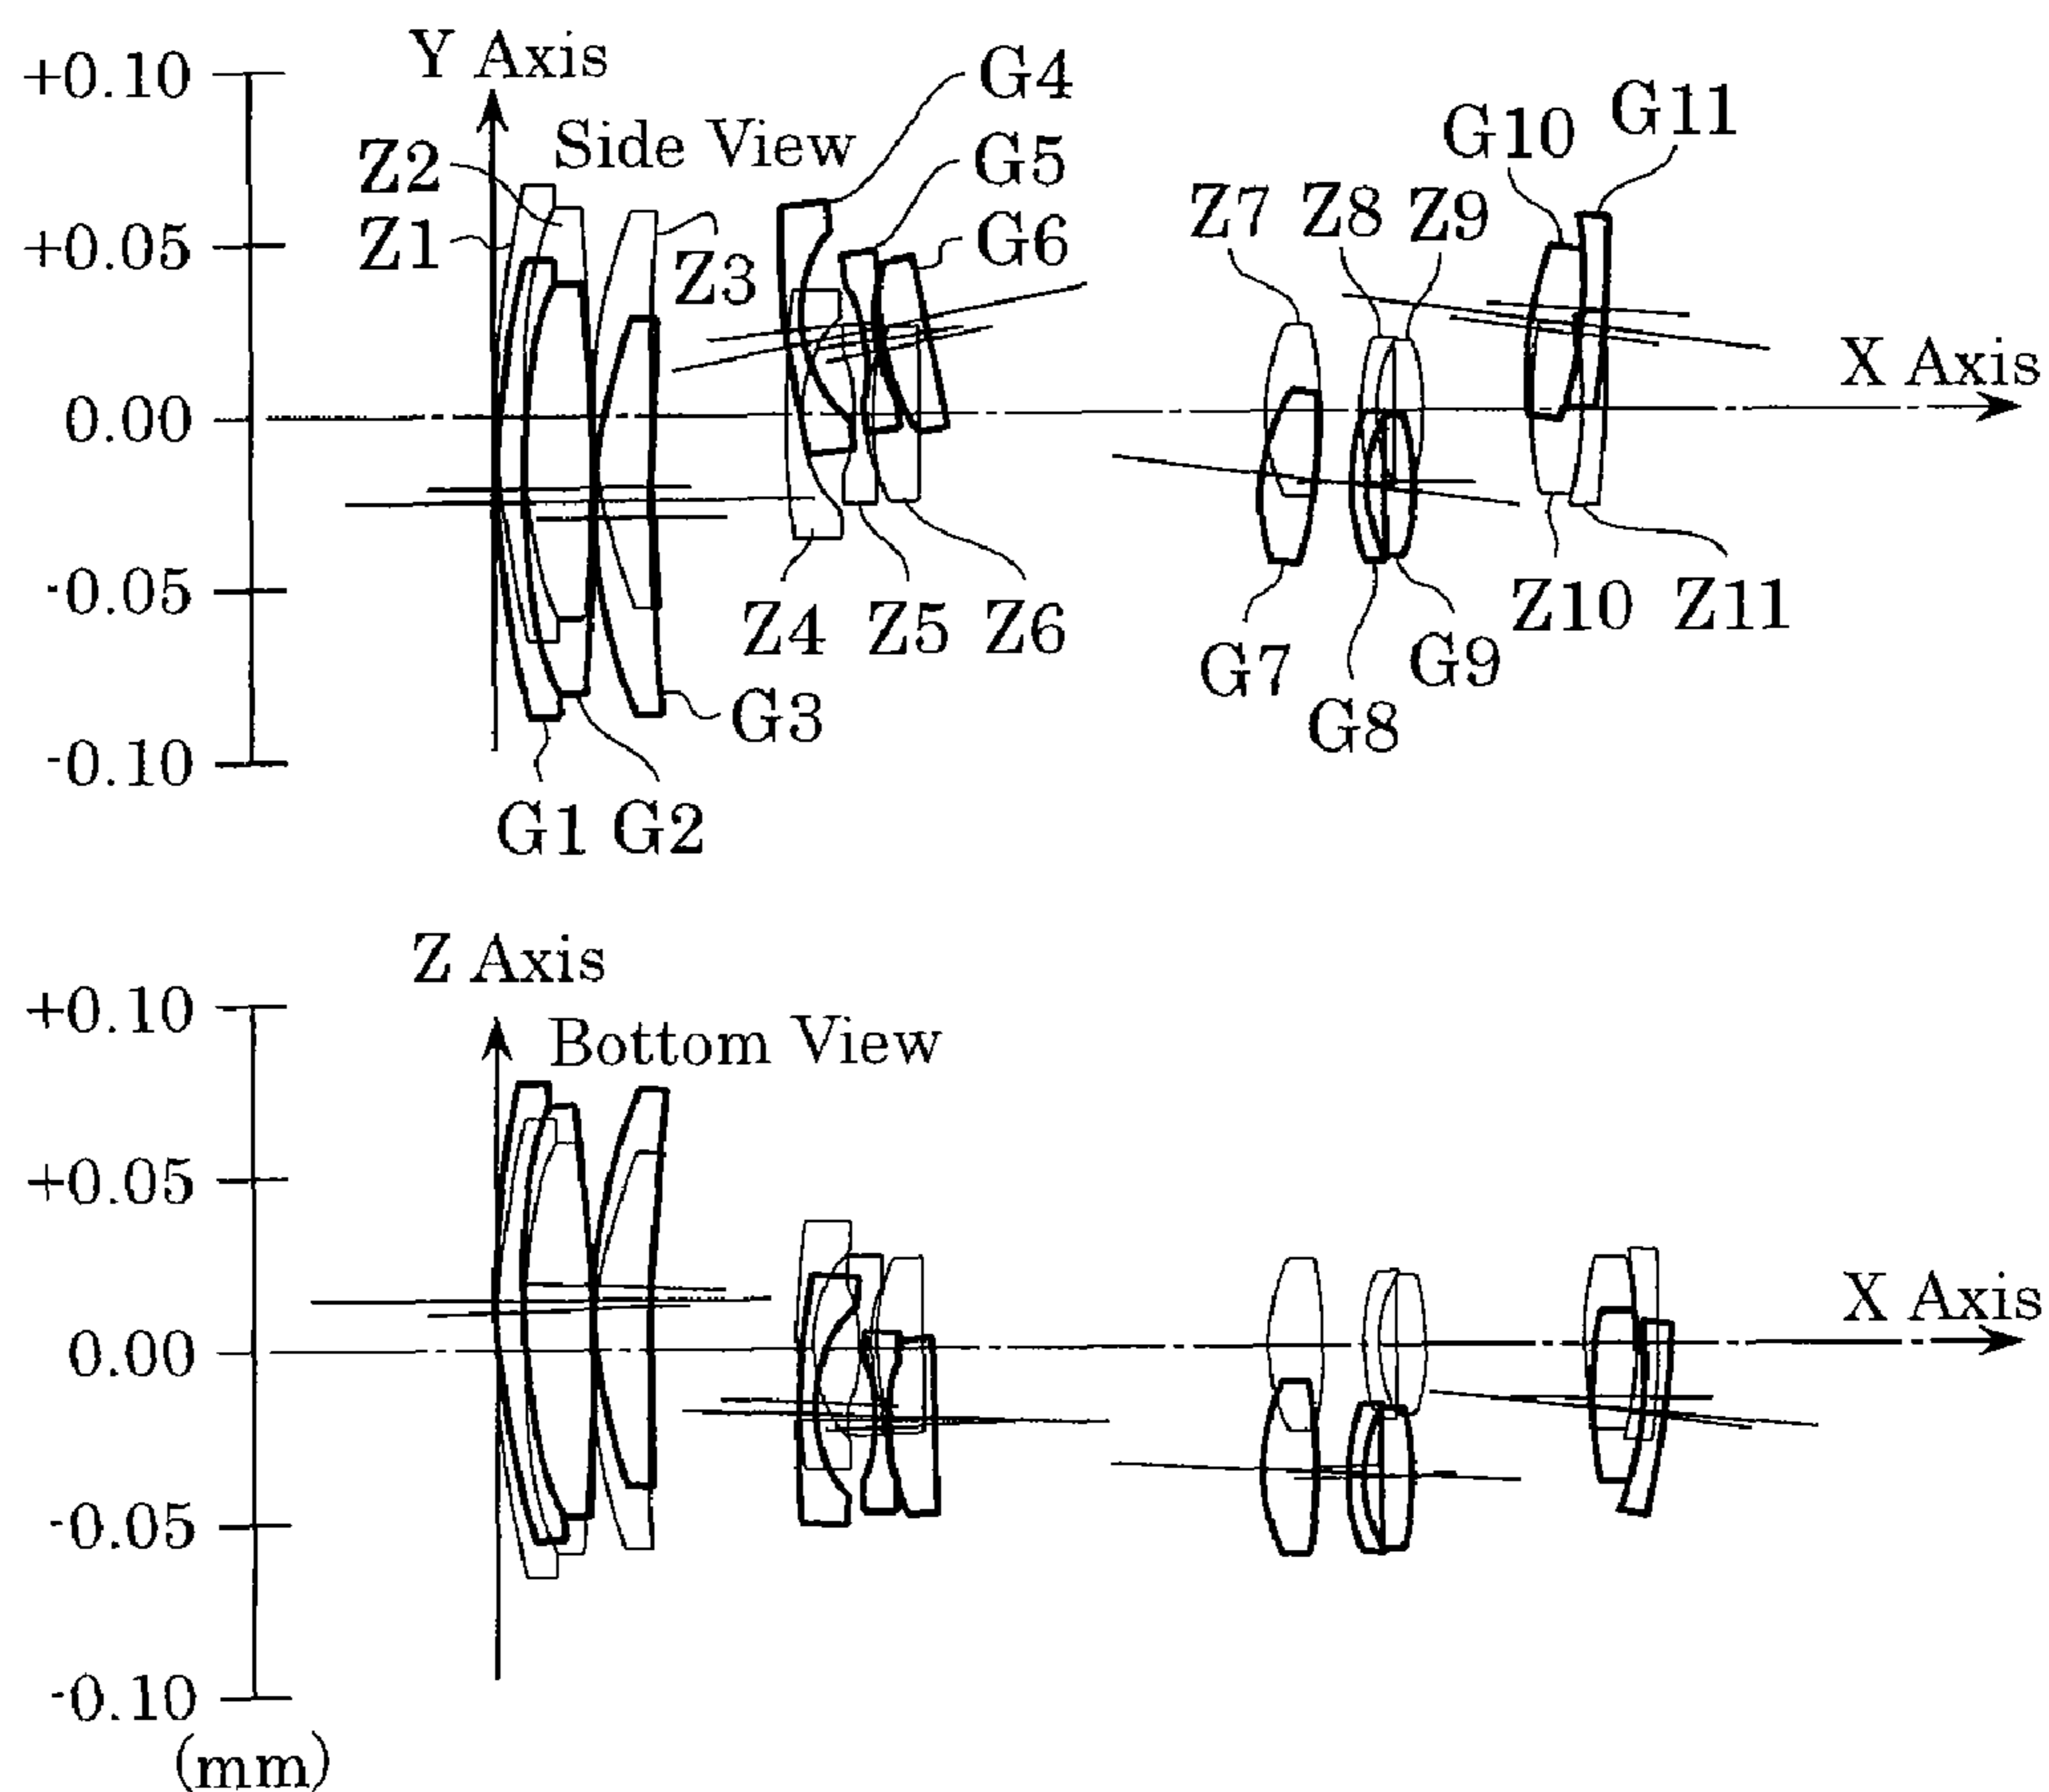 Y Axis
Side View
+0.10
+0.05
0.00
-0.05
-0.10
Z1
Z2
Z3
G4
G5
G6
Z4
Z5
Z6
G1
G2
G3
Z7
Z8
Z9
G10
G11
X Axis
G7
G8
G9
Z10
Z11
Z Axis
Bottom View
+0.10
+0.05
0.00
-0.05
-0.10
(mm)
X Axis